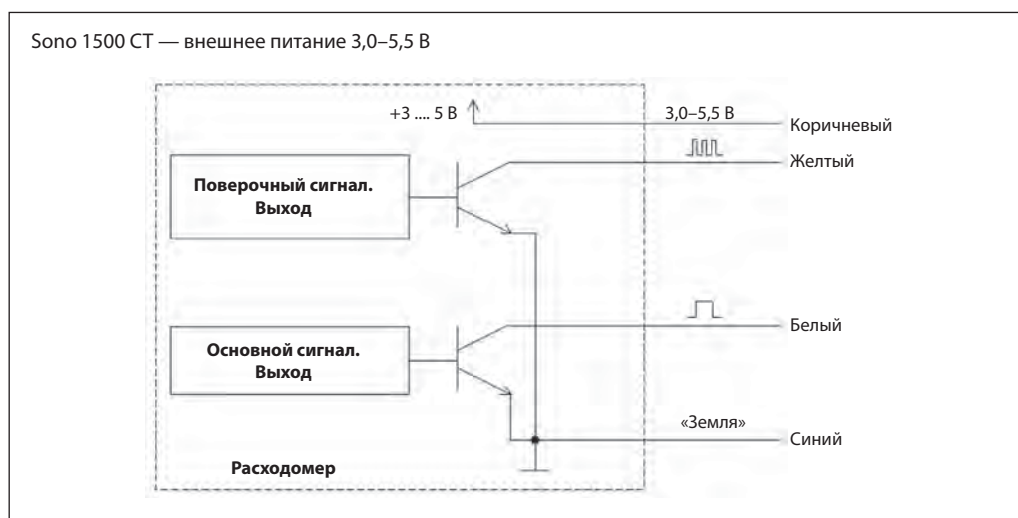 Sono 1500 CT — внешнее питание 3,0–5,5 В
+3 .... 5 В
3,0–5,5 В
Коричневый
Желтый
Поверочный сигнал.
Выход
Белый
Основной сигнал.
Выход
«Земля»
Синий
Расходомер